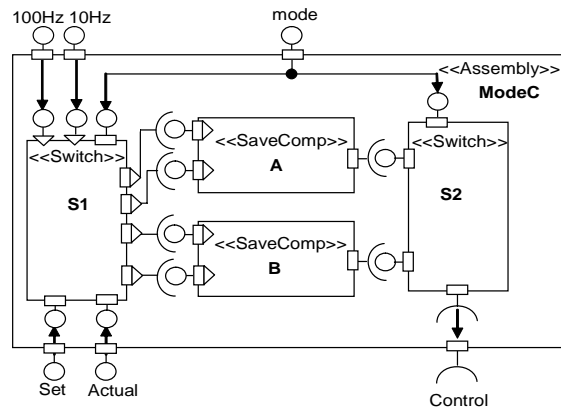 100Hz 10Hz mode
<<Assembly>>
ModeC
<<Switch>>
S1
<<SaveComp>>
A
<<SaveComp>>
B
<<Switch>>
S2
Set Actual Control